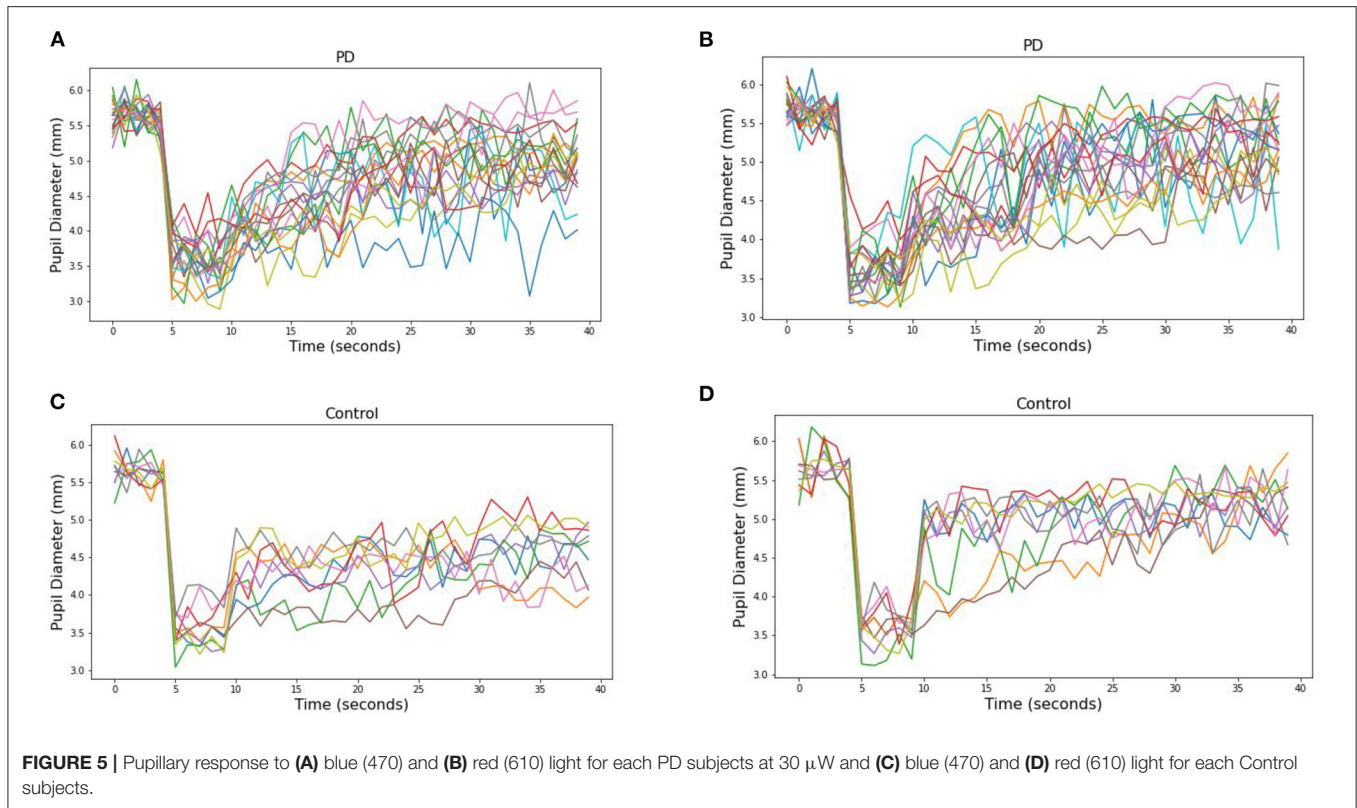 A
PD
Pupil Diameter (mm)
6.0
5.5
5.0
4.5
4.0
3.5
3.0
0 5 10 15 20 25 30 35 40
Time (seconds)
B
PD
Pupil Diameter (mm)
6.0
5.5
5.0
4.5
4.0
3.5
3.0
0 5 10 15 20 25 30 35 40
Time (seconds)
C
Control
Pupil Diameter (mm)
6.0
5.5
5.0
4.5
4.0
3.5
3.0
0 5 10 15 20 25 30 35 40
Time (seconds)
D
Control
Pupil Diameter (mm)
6.0
5.5
5.0
4.5
4.0
3.5
3.0
0 5 10 15 20 25 30 35 40
Time (seconds)
FIGURE 5 | Pupillary response to (A) blue (470) and (B) red (610) light for each PD subjects at 30 μW and (C) blue (470) and (D) red (610) light for each Control
subjects.